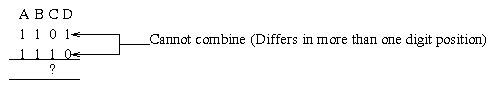 A B C D
1 1 0 1
Cannot combine (Differs in more than one digit position)
1 1 1 0
?